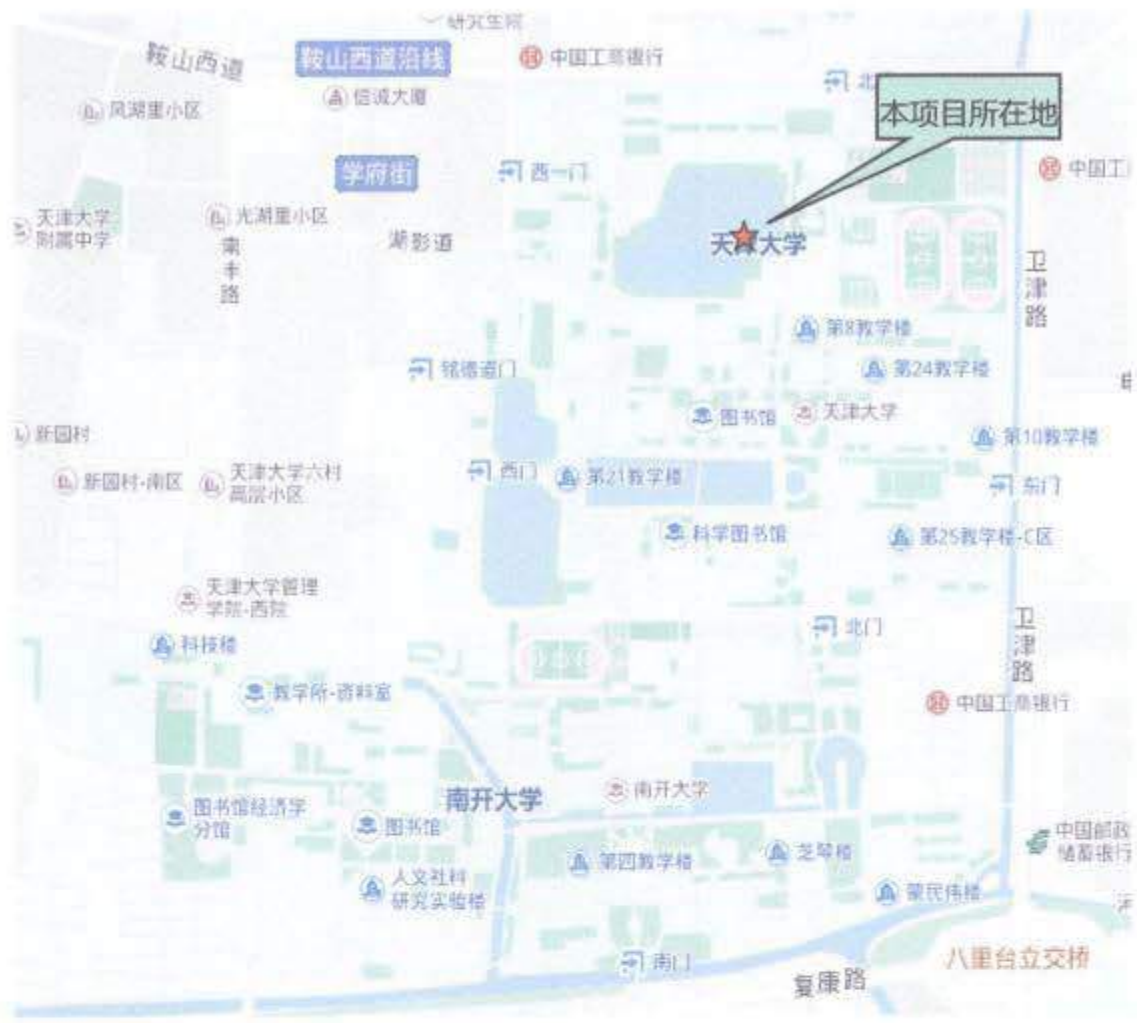 研究生院
鞍山西道
鞍山西道沿线
中国工商银行
信诚大厦
风湖里小区
北
本项目所在地
学府街
西一门
中国工
天津大学
附属中学
光湖里小区
湖影道
南丰路
天津大学
卫津路
第8教学楼
铭德道门
第24教学楼
图书馆
天津大学
新园村
第10教学楼
新园村-南区
天津大学六村
高层小区
西门
第21教学楼
东门
科学图书馆
第25教学楼-C区
天津大学管理
学院-西院
科技楼
北门
卫津路
教学所-资料室
中国工商银行
南开大学
南开大学
图书馆经济学
分馆
图书馆
中国邮政
储蓄银行
第四教学楼
芝琴楼
人文社科
研究实验楼
蒙民伟楼
南门
八里台立交桥
复康路